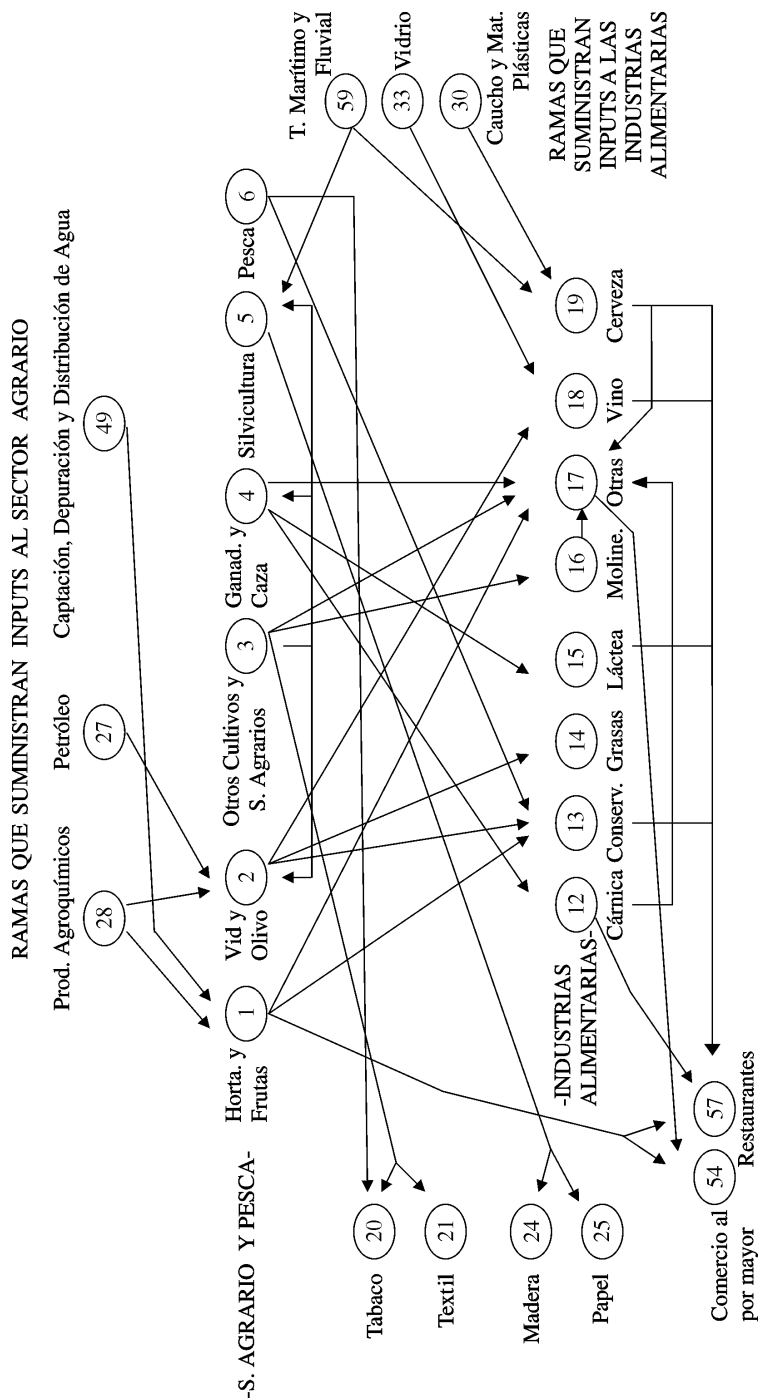 RAMAS QUE SUMINISTRAN INPUTS AL SECTOR AGRARIO
Prod. Agroquímicos
Petróleo
Captación, Depuración y Distribución de Agua
28
27
49
-S. AGRARIO Y PESCA-
Horta. y
Frutas
1
Vid y
Olivo
2
Otros Cultivos y
S. Agrarios
3
Ganad. y
Caza
4
Silvicultura
5
Pesca
6
T. Marítimo y
Fluvial
59
Vidrio
33
30
Caucho y Mat.
Plásticas
RAMAS QUE
SUMINISTRAN
INPUTS A LAS
INDUSTRIAS
ALIMENTARIAS
Tabaco
20
Textil
21
Madera
24
Papel
25
-INDUSTRIAS
ALIMENTARIAS-
12
13
14
15
16
17
18
19
Cárnica
Conserv.
Grasas
Láctea
Moline.
Otras
Vino
Cerveza
Comercio al
por mayor
54
57
Restaurantes